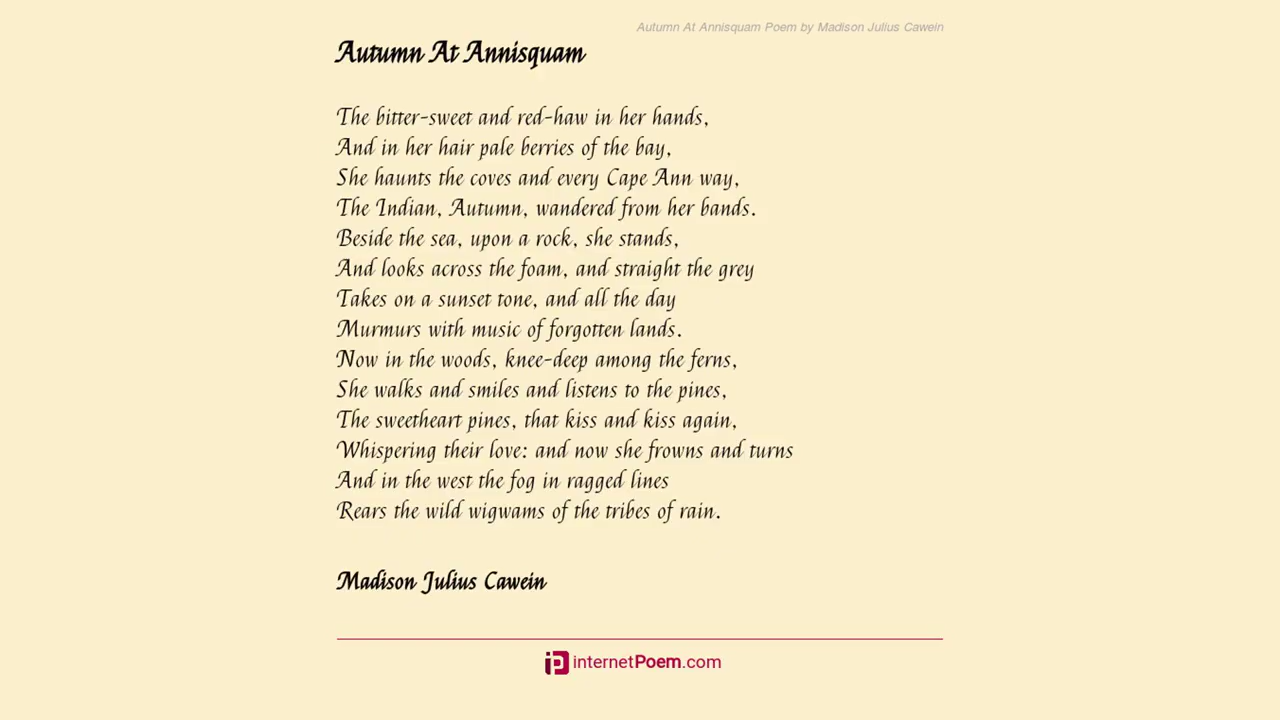 Autumn At Annisquam Poem by Madison Julius Cawein
Autumn At Annisquam
The bitter-sweet and red-haw in her hands,
And in her hair pale berries of the bay,
She haunts the coves and every Cape Ann way,
The Indian, Autumn, wandered from her bands.
Beside the sea, upon a rock, she stands,
And looks across the foam, and straight the grey
Takes on a sunset tone, and all the day
Murmurs with music of forgotten lands.
Now in the woods, knee-deep among the ferns,
She walks and smiles and listens to the pines,
The sweetheart pines, that kiss and kiss again,
Whispering their love: and now she frowns and turns
And in the west the fog in ragged lines
Rears the wild wigwams of the tribes of rain.
Madison Julius Cawein
internetPoem.com